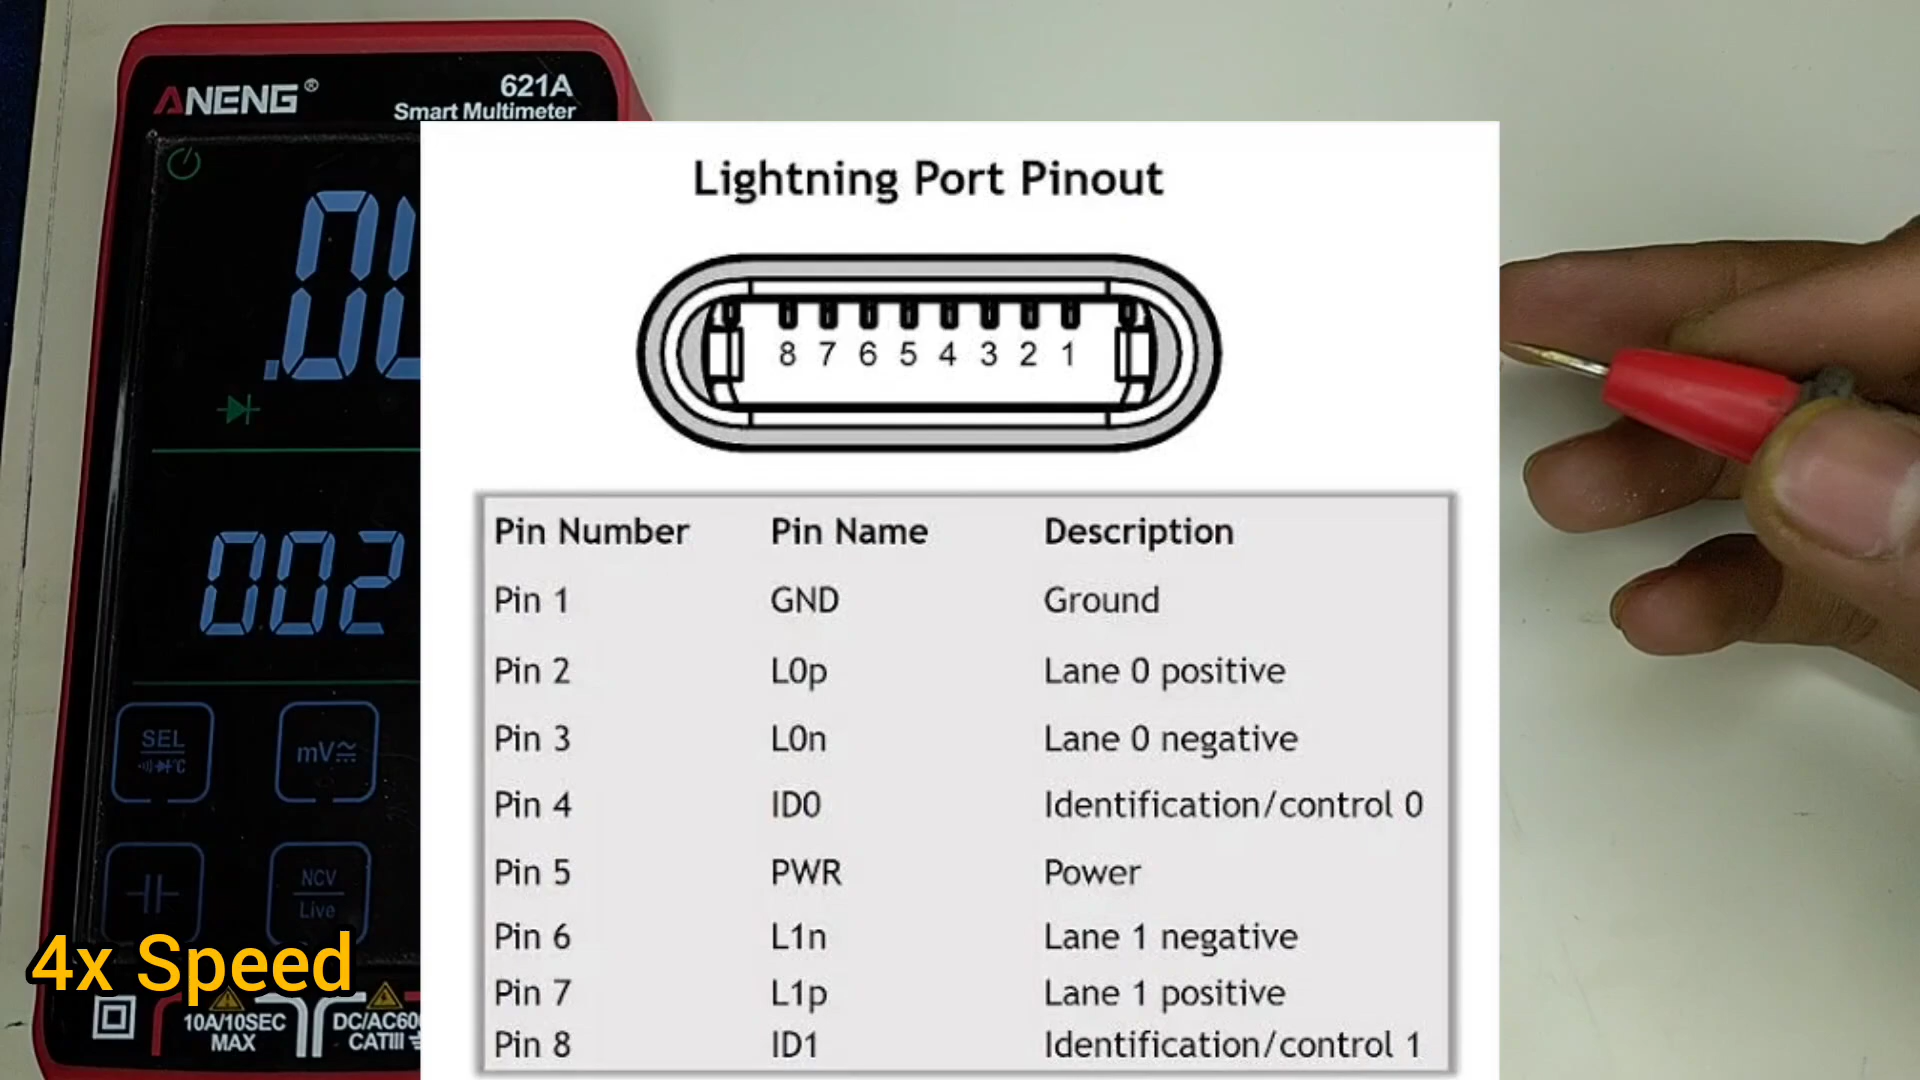 ANENG®
621A
Smart Multimeter
Lightning Port Pinout
8 7 6 5 4 3 2 1
Pin Number Pin Name Description
Pin 1 GND Ground
Pin 2 L0p Lane 0 positive
Pin 3 L0n Lane 0 negative
Pin 4 ID0 Identification/control 0
Pin 5 PWR Power
Pin 6 L1n Lane 1 negative
Pin 7 L1p Lane 1 positive
Pin 8 ID1 Identification/control 1
002
SEL
°C
mV
NCV
Live
4x Speed
10A/10SEC
MAX
DC/AC60
CATIII